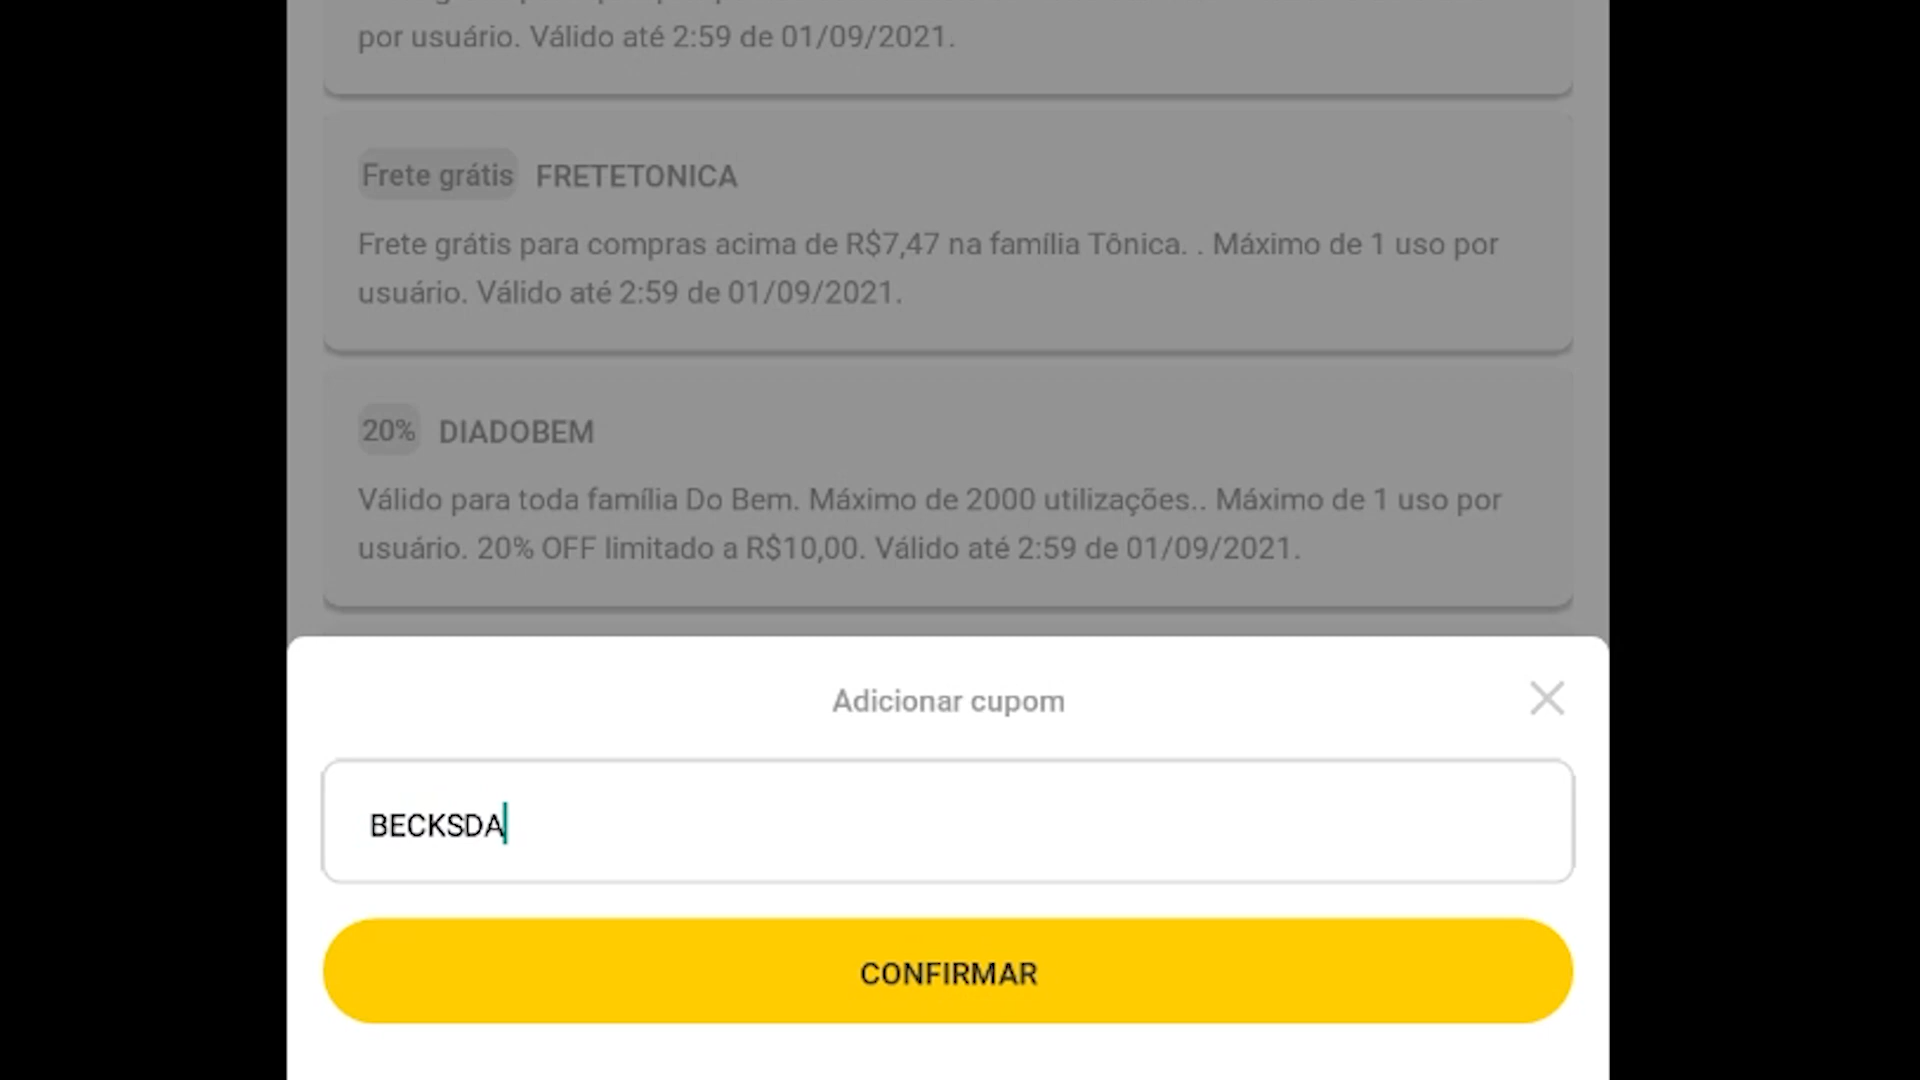 por usuário. Válido até 2:59 de 01/09/2021.
Frete grátis FRETETONICA
Frete grátis para compras acima de R$7,47 na família Tônica. . Máximo de 1 uso por
usuário. Válido até 2:59 de 01/09/2021.
20% DIADOBEM
Válido para toda família Do Bem. Máximo de 2000 utilizações.. Máximo de 1 uso por
usuário. 20% OFF limitado a R$10,00. Válido até 2:59 de 01/09/2021.
Adicionar cupom
BECKSDA
CONFIRMAR